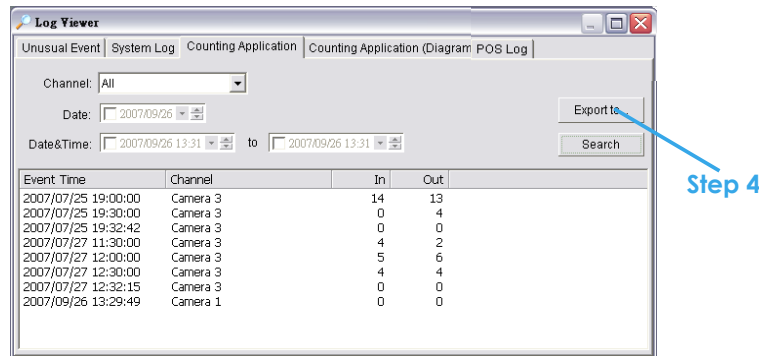 Log Viewer
Unusual Event System Log Counting Application Counting Application (Diagram POS Log
Channel: All
Date: 2007/09/26
Export to...
Date&Time: 2007/09/26 13:31 to 2007/09/26 13:31
Search
Step 4
Event Time Channel In Out
2007/07/25 19:00:00 Camera 3 14 13
2007/07/25 19:30:00 Camera 3 0 4
2007/07/25 19:32:42 Camera 3 0 0
2007/07/27 11:30:00 Camera 3 4 2
2007/07/27 12:00:00 Camera 3 5 6
2007/07/27 12:30:00 Camera 3 4 4
2007/07/27 12:32:15 Camera 3 0 0
2007/09/26 13:29:49 Camera 1 0 0